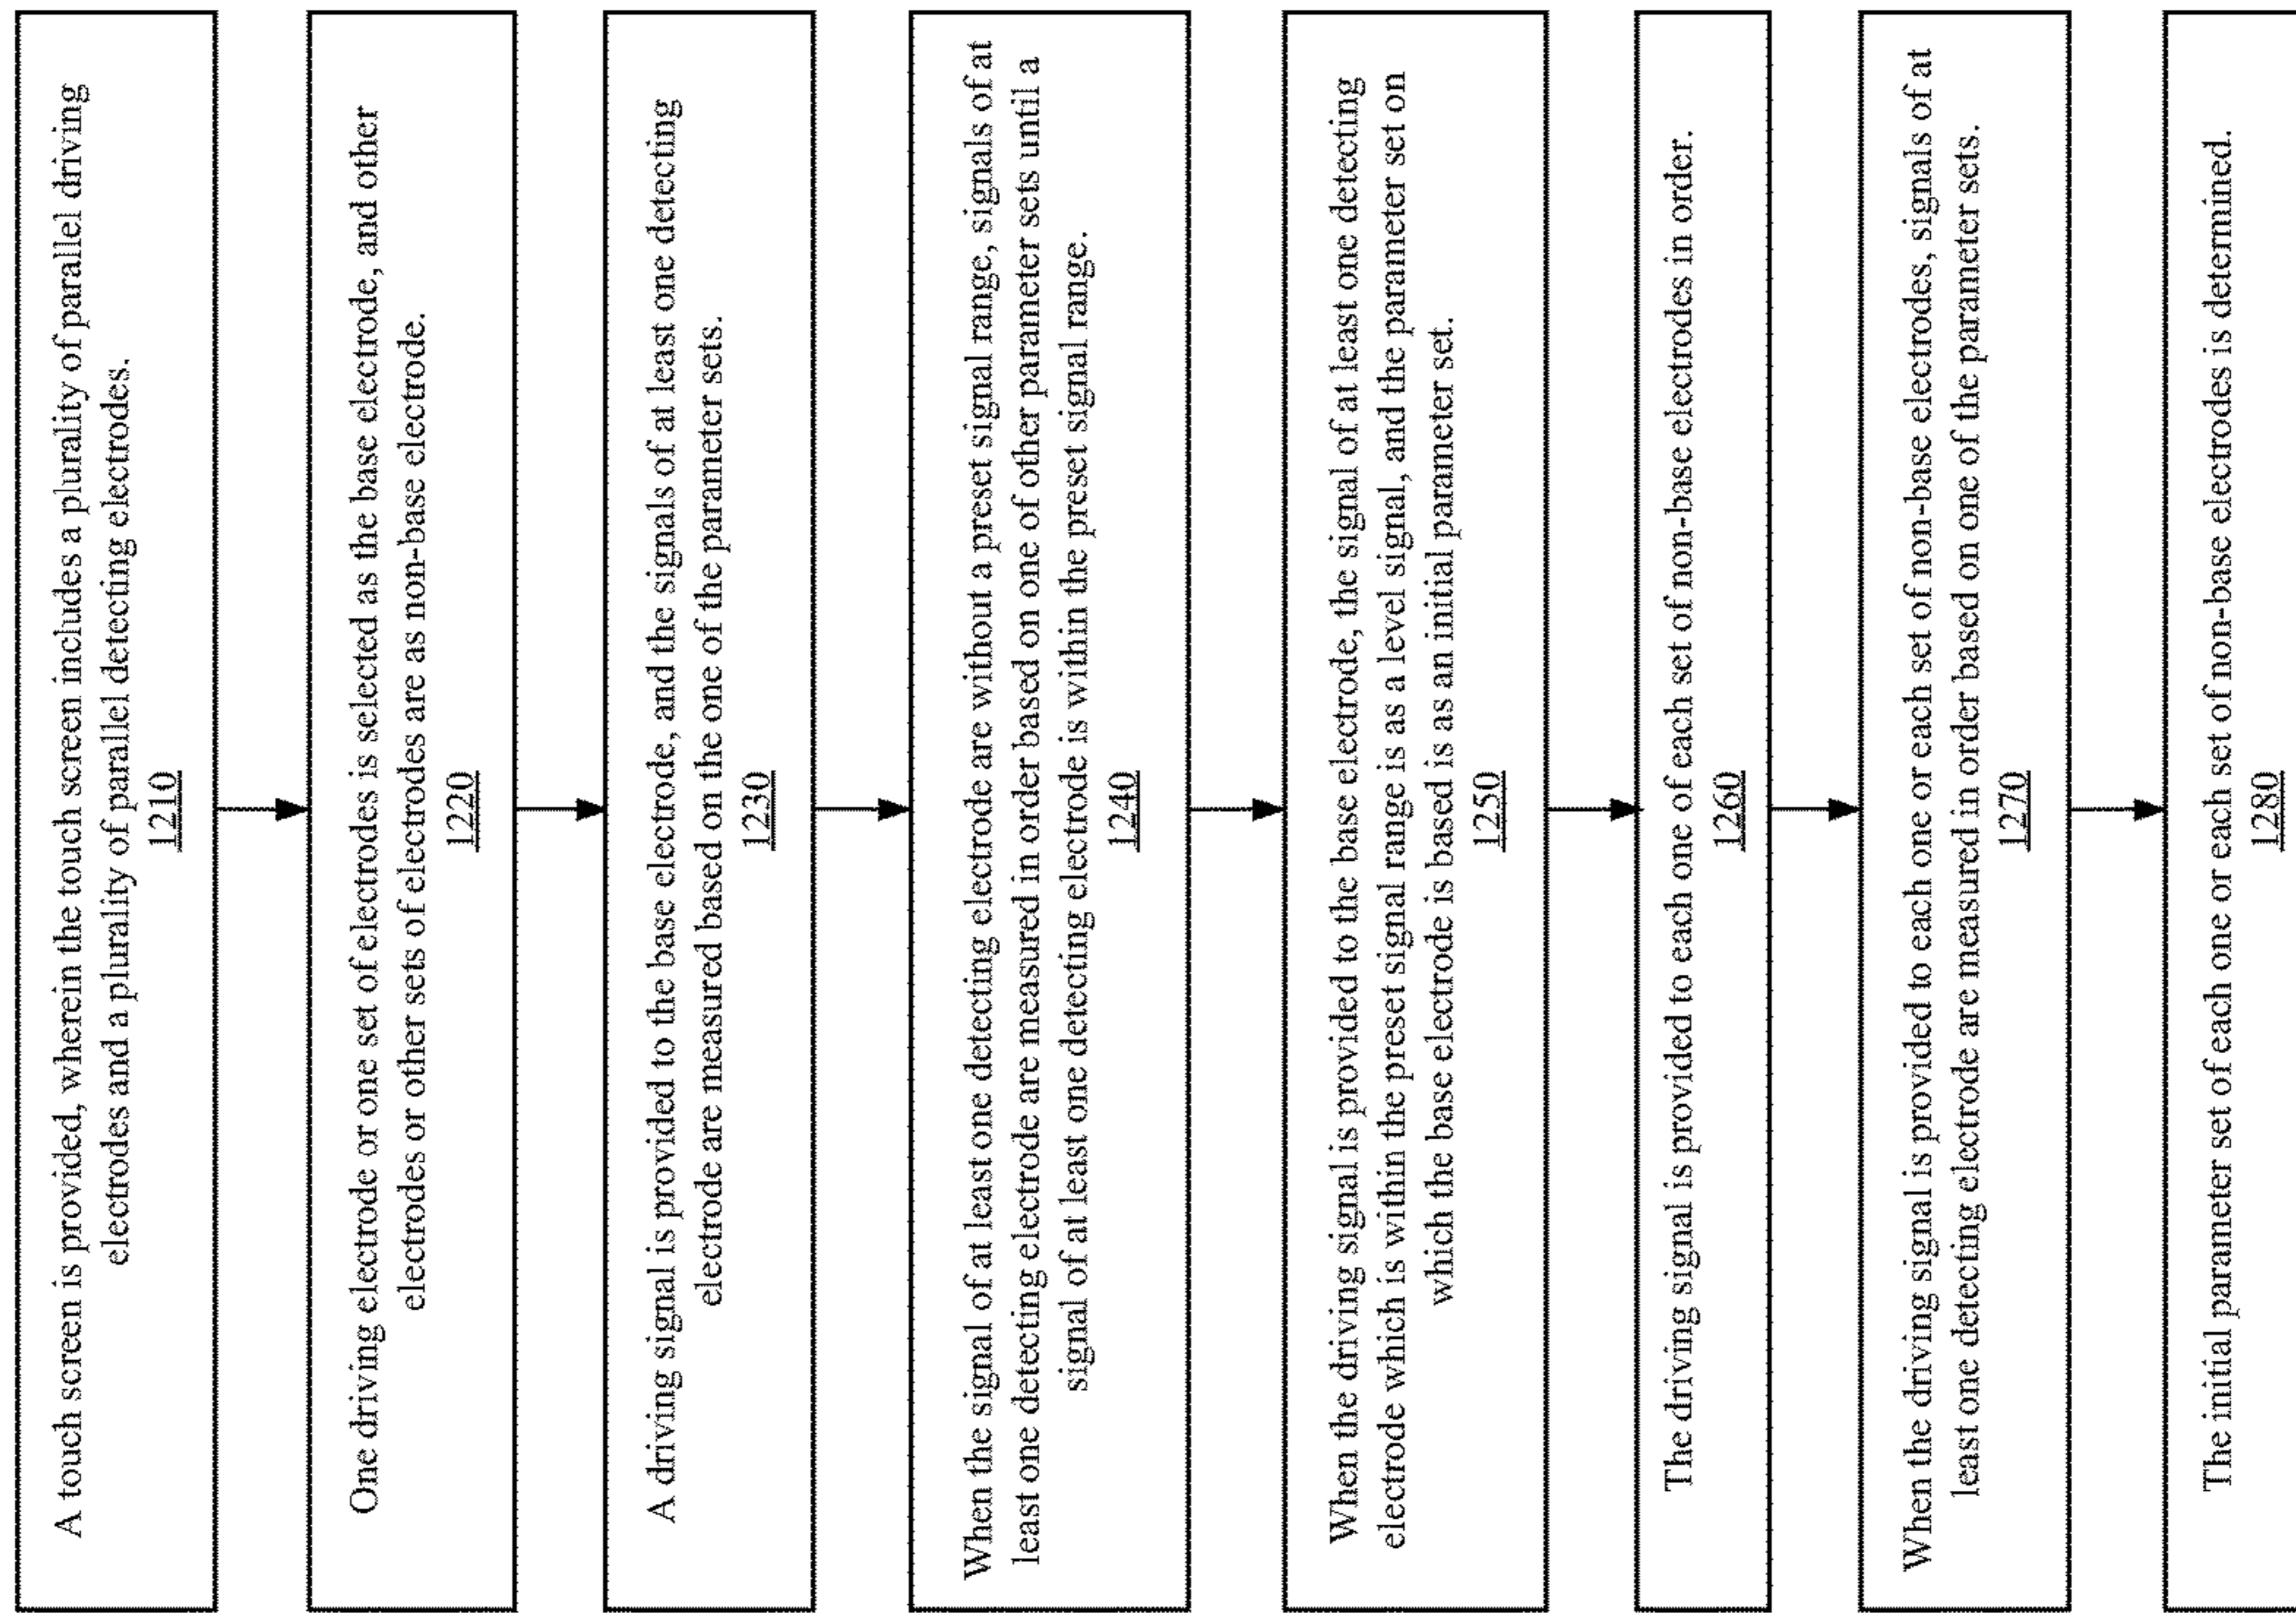 A touch screen is provided, wherein the touch screen includes a plurality of parallel driving
electrodes and a plurality of parallel detecting electrodes.
1210
One driving electrode or one set of electrodes is selected as the base electrode, and other
electrodes or other sets of electrodes are as non-base electrode.
1220
A driving signal is provided to the base electrode, and the signals of at least one detecting
electrode are measured based on the one of the parameter sets.
1230
When the signal of at least one detecting electrode are without a preset signal range, signals of at
least one detecting electrode are measured in order based on one of other parameter sets until a
signal of at least one detecting electrode is within the preset signal range.
1240
When the driving signal is provided to the base electrode, the signal of at least one detecting
electrode which is within the preset signal range is as a level signal, and the parameter set on
which the base electrode is based is as an initial parameter set.
1250
The driving signal is provided to each one of each set of non-base electrodes in order.
1260
When the driving signal is provided to each one or each set of non-base electrodes, signals of at
least one detecting electrode are measured in order based on one of the parameter sets.
1270
The initial parameter set of each one or each set of non-base electrodes is determined.
1280